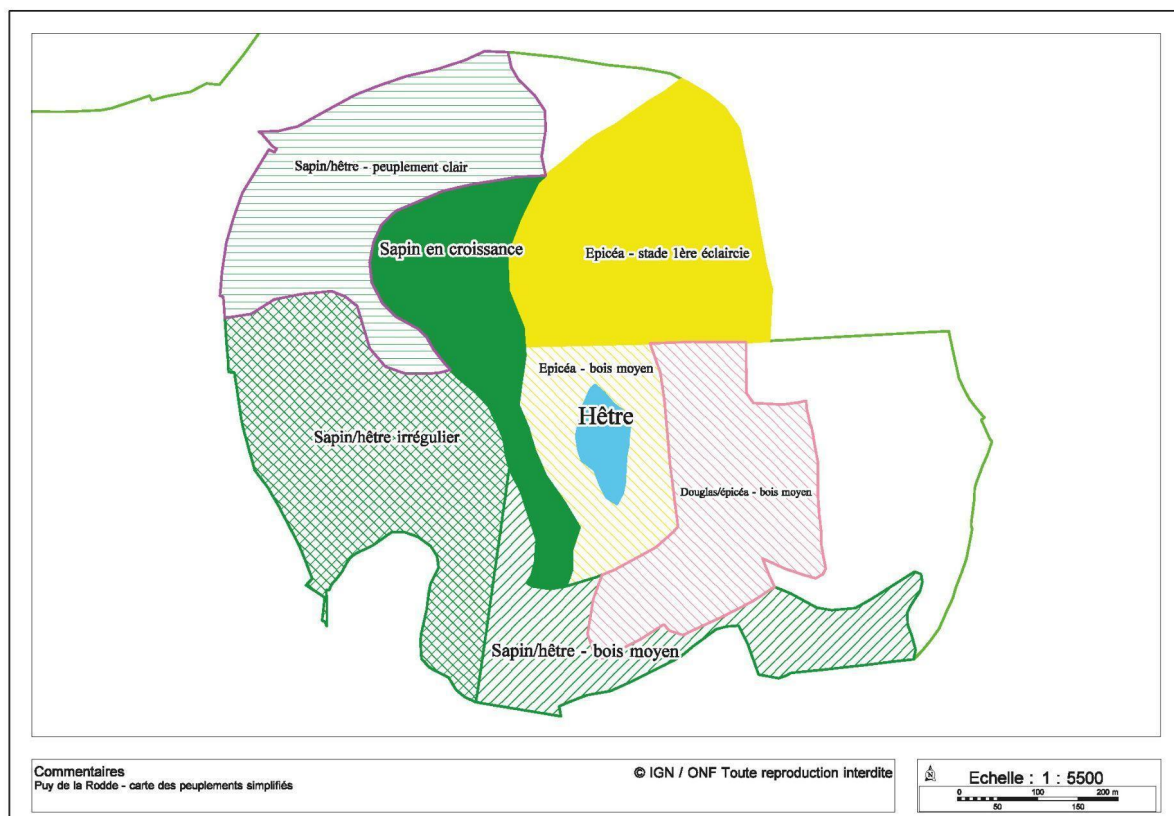 Sapin/hêtre - peuplement clair
Sapin en croissance
Epicéa - stade 1ère éclaircie
Epicéa - bois moyen
Hêtre
Sapin/hêtre irrégulier
Douglas/épicéa - bois moyen
Sapin/hêtre - bois moyen
Commentaires
Puy de la Rodde - carte des peuplements simplifiés
© IGN / ONF Toute reproduction interdite
N
Echelle : 1 : 5500
0 100 200 m
50 150